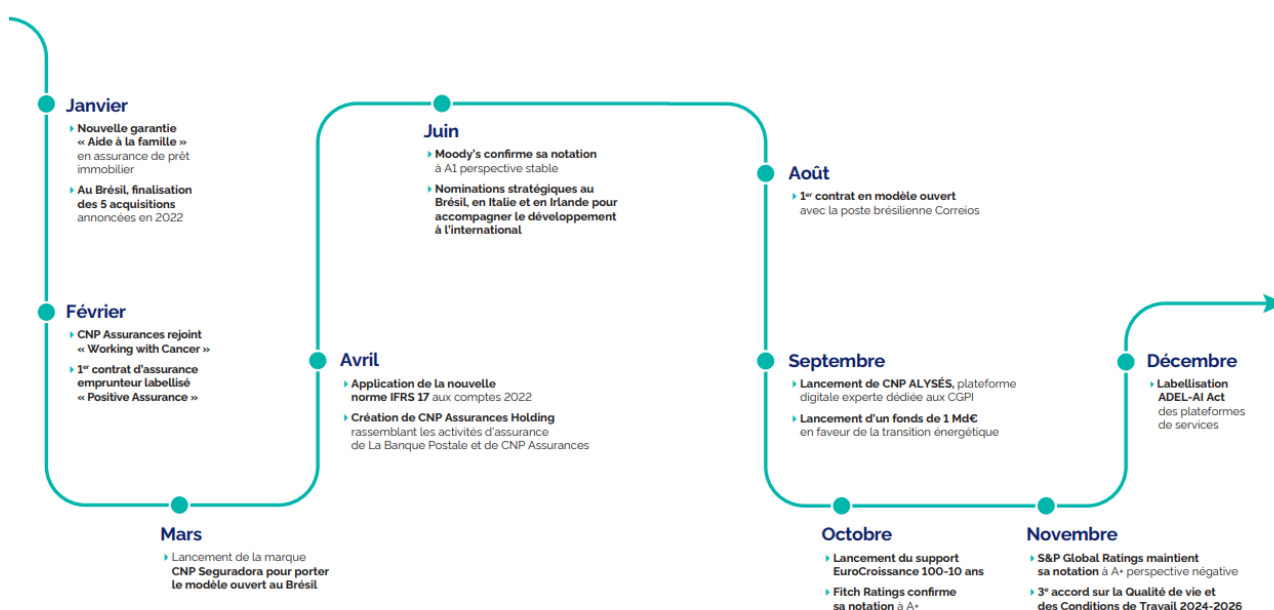 Janvier
Nouvelle garantie
« Aide à la famille »
en assurance de prêt
immobilier
Au Brésil, finalisation
des 5 acquisitions
annoncées en 2022
Février
CNP Assurances rejoint
« Working with Cancer »
1er contrat d'assurance
emprunteur labellisé
« Positive Assurance »
Mars
Lancement de la marque
CNP Seguradora pour porter
le modèle ouvert au Brésil
Avril
Application de la nouvelle
norme IFRS 17 aux comptes 2022
Création de CNP Assurances Holding
rassemblant les activités d'assurance
de La Banque Postale et de CNP Assurances
Juin
Moody's confirme sa notation
à A1 perspective stable
Nominations stratégiques au
Brésil, en Italie et en Irlande pour
accompagner le développement
à l'international
Août
1er contrat en modèle ouvert
avec la poste brésilienne Correios
Septembre
Lancement de CNP ALYSÉS, plateforme
digitale experte dédiée aux CGPI
Lancement d'un fonds de 1 Md€
en faveur de la transition énergétique
Octobre
Lancement du support
EuroCroissance 100-10 ans
Fitch Ratings confirme
sa notation à A+
Novembre
S&P Global Ratings maintient
sa notation à A+ perspective négative
3e accord sur la Qualité de vie et
des Conditions de Travail 2024-2026
Décembre
Labellisation
ADEL-AI Act
des plateformes
de services